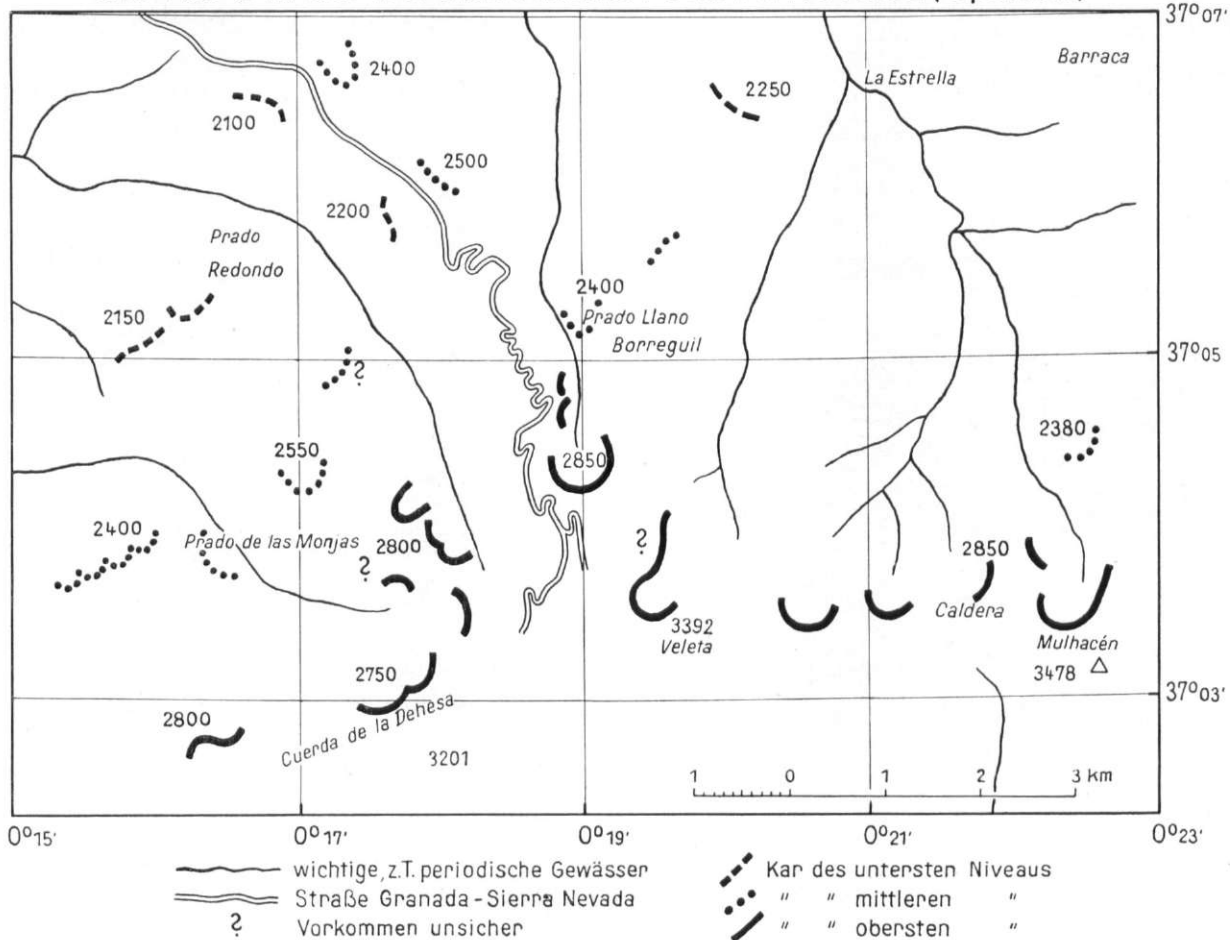 37°07'
2400
2100
2250
La Estrella
Barraca
2500
2200
Prado
Redondo
2150
2400
Prado Llano
Borreguil
37°05'
?
2550
2850
2380
2400
Prado de las Monjas
2800
?
?
2850
Caldera
3392
Veleta
Mulhacén
3478
2750
37°03'
2800
Cuerda de la Dehesa
3201
1 0 1 2 3 km
0°15' 0°17' 0°19' 0°21' 0°23'
wichtige, z.T. periodische Gewässer
Straße Granada-Sierra Nevada
? Vorkommen unsicher
Kar des untersten Niveaus
" " mittleren "
" " obersten "